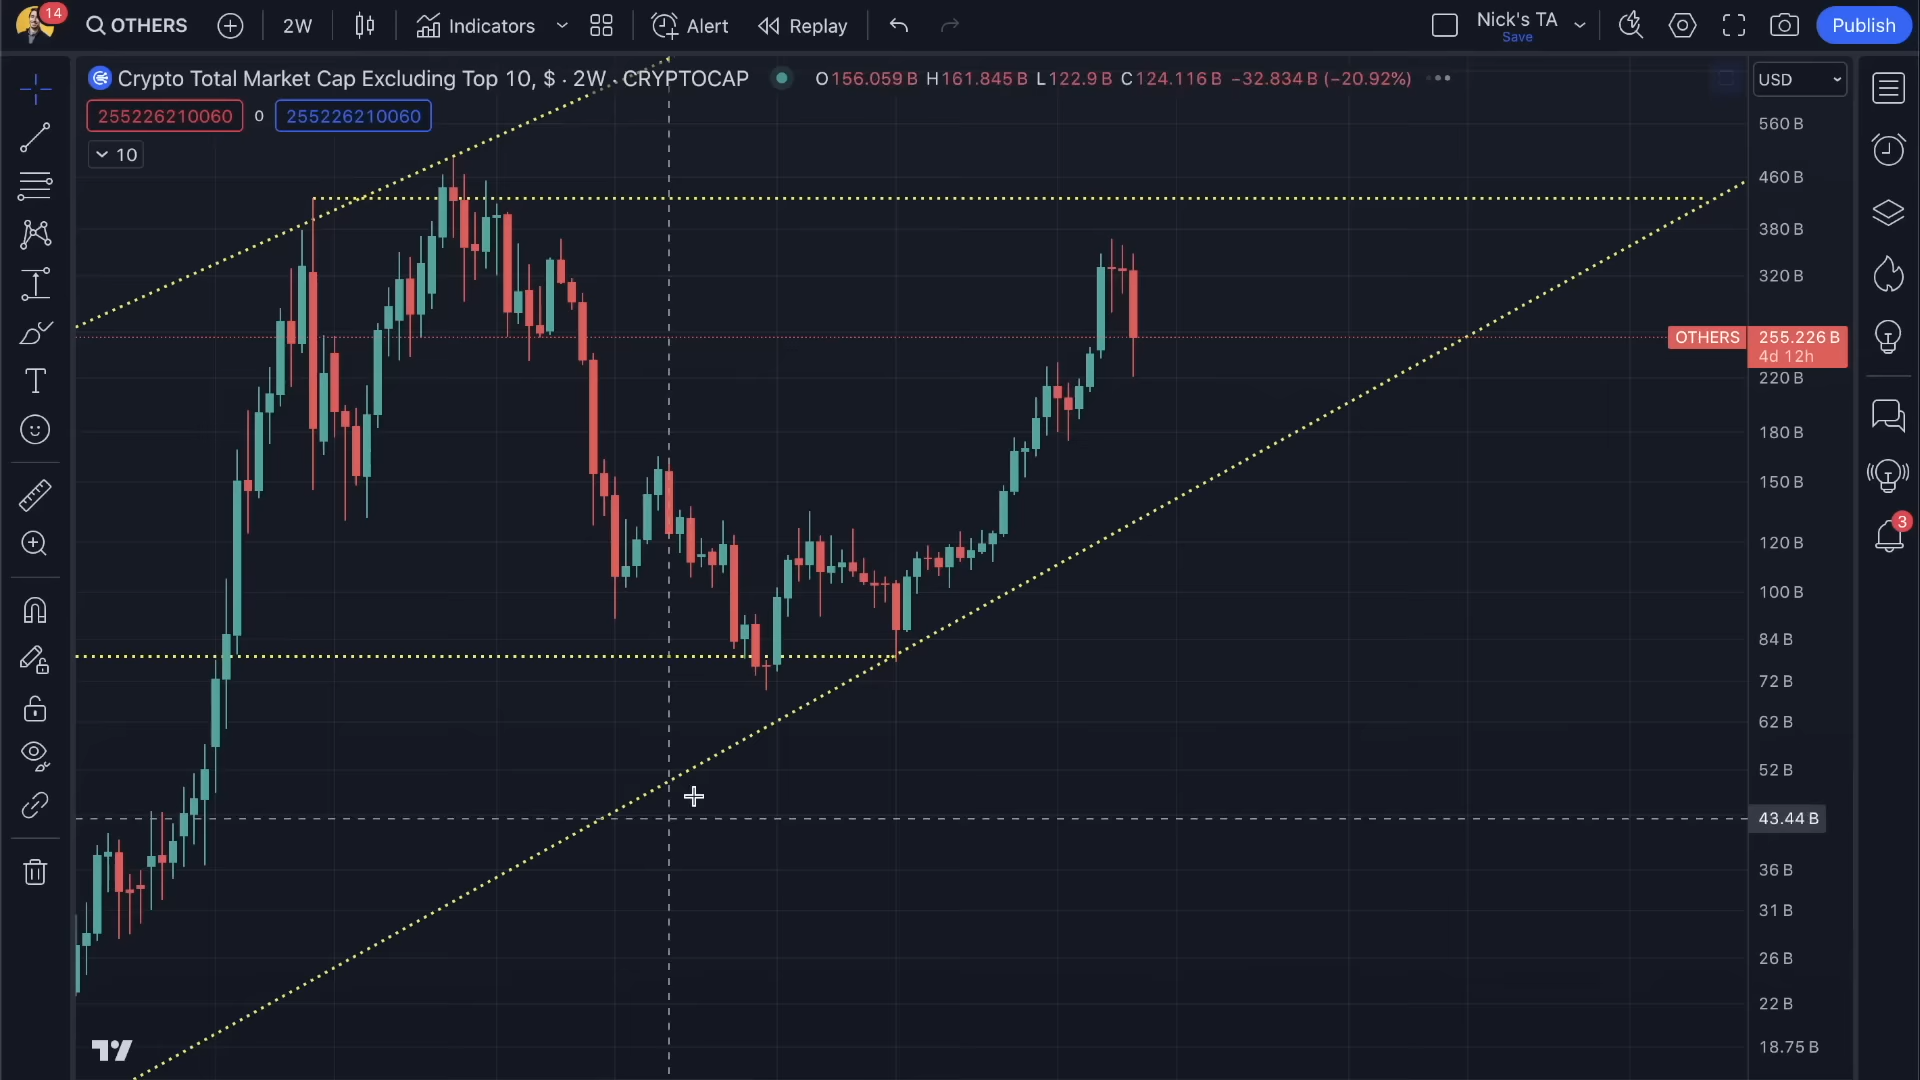 14
OTHERS
2W
Indicators
Alert
Replay
Nick's TA
Save
Publish
Crypto Total Market Cap Excluding Top 10, $ · 2W · CRYPTOCAP
O156.059 B H161.845 B L122.9 B C124.116 B −32.834 B (−20.92%)
USD
255226210060
0
255226210060
10
560 B
460 B
380 B
320 B
OTHERS
255.226 B
4d 12h
220 B
180 B
150 B
120 B
100 B
84 B
72 B
62 B
52 B
43.44 B
36 B
31 B
26 B
22 B
18.75 B
3